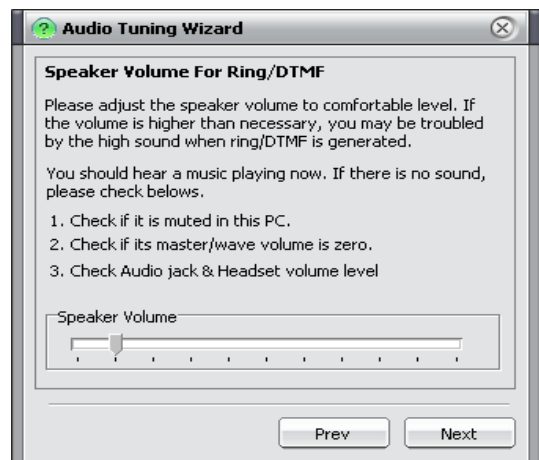 Audio Tuning Wizard
Speaker Volume For Ring/DTMF
Please adjust the speaker volume to comfortable level. If
the volume is higher than necessary, you may be troubled
by the high sound when ring/DTMF is generated.
You should hear a music playing now. If there is no sound,
please check belows.
1. Check if it is muted in this PC.
2. Check if its master/wave volume is zero.
3. Check Audio jack & Headset volume level
Speaker Volume
Prev
Next